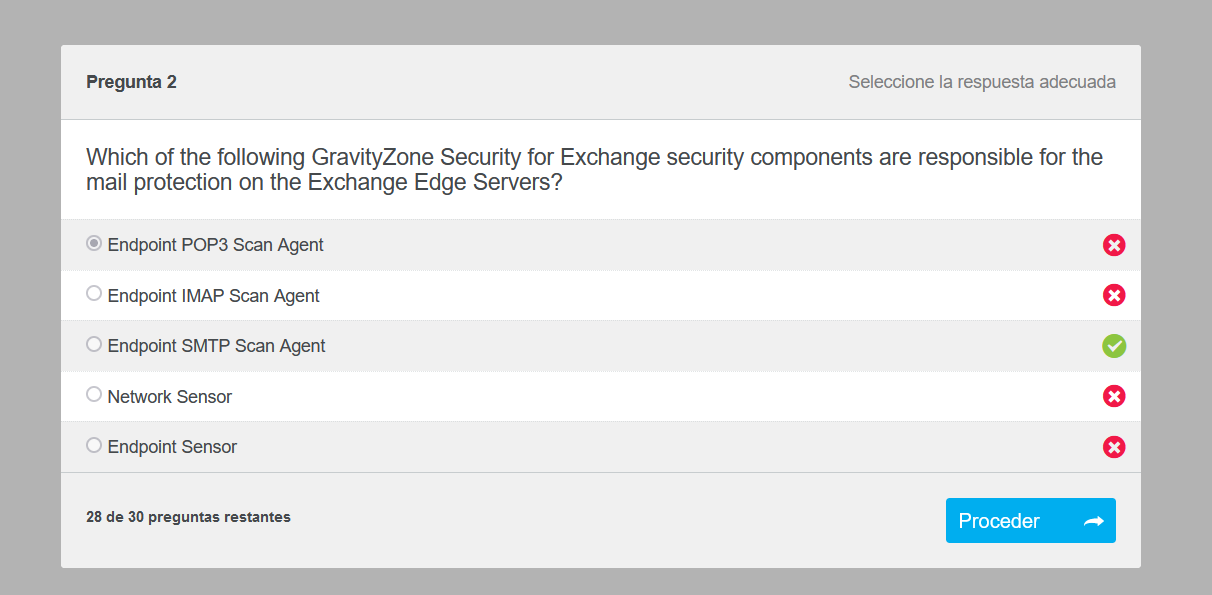 Pregunta 2
Seleccione la respuesta adecuada
Which of the following GravityZone Security for Exchange security components are responsible for the
mail protection on the Exchange Edge Servers?
Endpoint POP3 Scan Agent
Endpoint IMAP Scan Agent
Endpoint SMTP Scan Agent
Network Sensor
Endpoint Sensor
28 de 30 preguntas restantes
Proceder